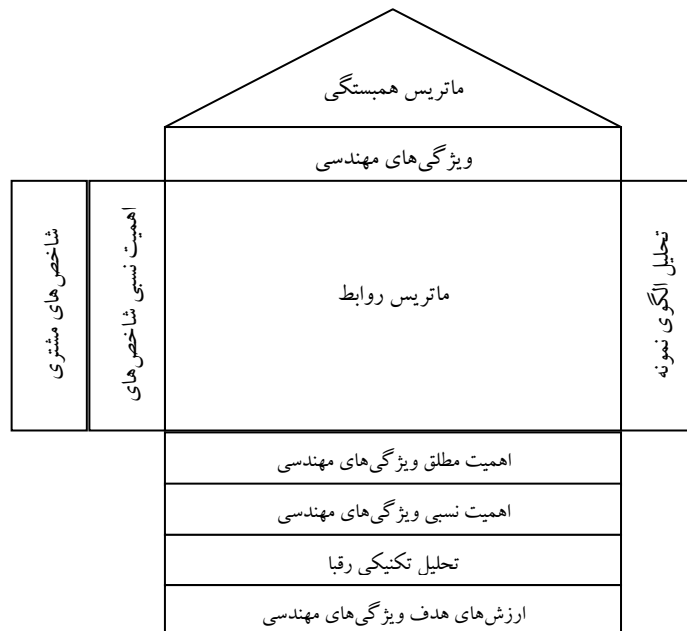 ماتریس همبستگی
ویژگی‌های مهندسی
شاخص‌های مشتری
اهمیت نسبی شاخص‌های
ماتریس روابط
تحلیل الگوی نمونه
اهمیت مطلق ویژگی‌های مهندسی
اهمیت نسبی ویژگی‌های مهندسی
تحلیل تکنیکی رقبا
ارزش‌های هدف ویژگی‌های مهندسی